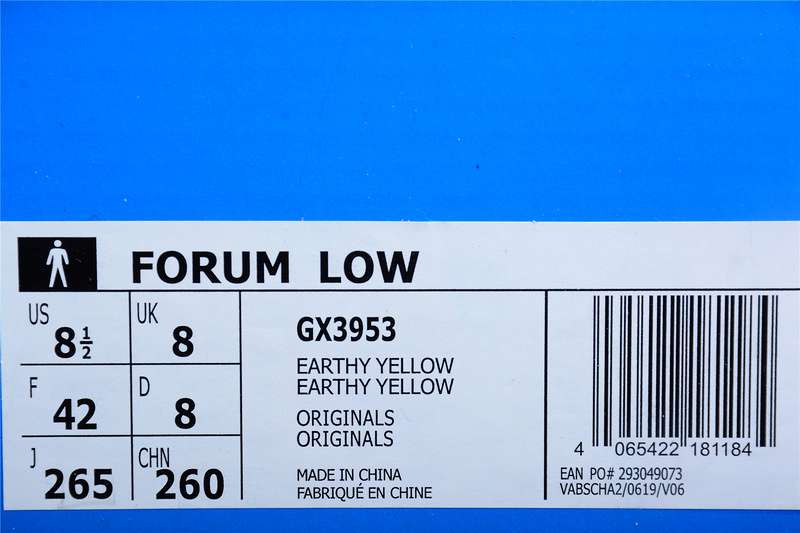 FORUM LOW
US 8½ UK 8
F 42 D 8
J 265 CHN 260
GX3953
EARTHY YELLOW
EARTHY YELLOW
ORIGINALS
ORIGINALS
MADE IN CHINA
FABRIQUÉ EN CHINE
4 065422 181184
EAN PO# 293049073
VABSCHA2/0619/V06